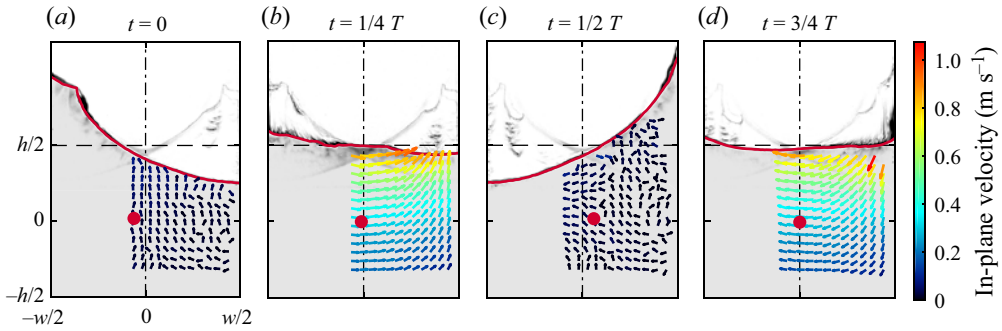 (a) (b) (c) (d)
t = 0 t = 1/4 T t = 1/2 T t = 3/4 T
1.0
0.8
h/2
0.6
0.4
0
0.2
–h/2
0
–w/2 0 w/2
In-plane velocity (m s⁻¹)